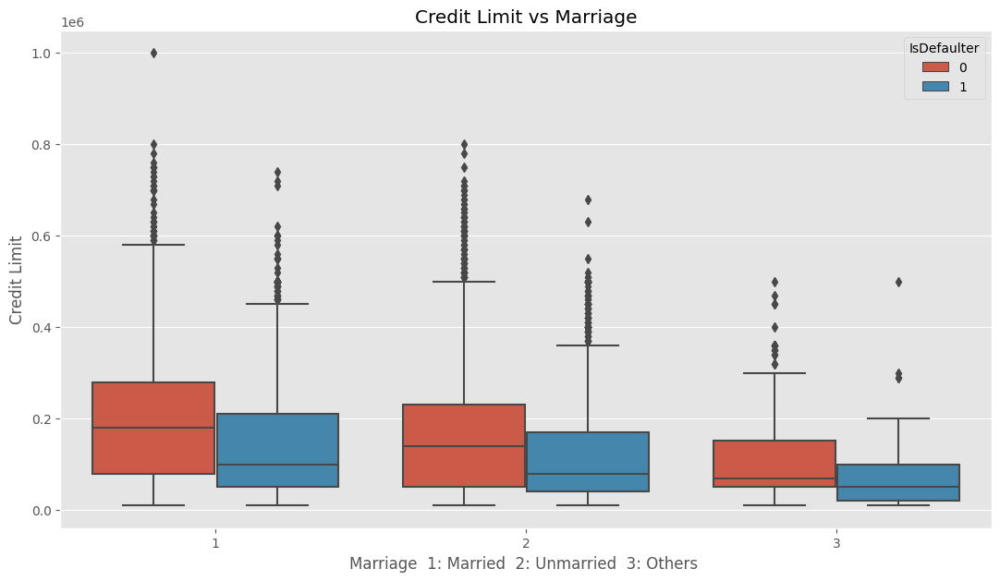 Credit Limit vs Marriage
1e6
IsDefaulter
0
1
1.0
0.8
0.6
0.4
0.2
0.0
Credit Limit
1 2 3
Marriage  1: Married  2: Unmarried  3: Others